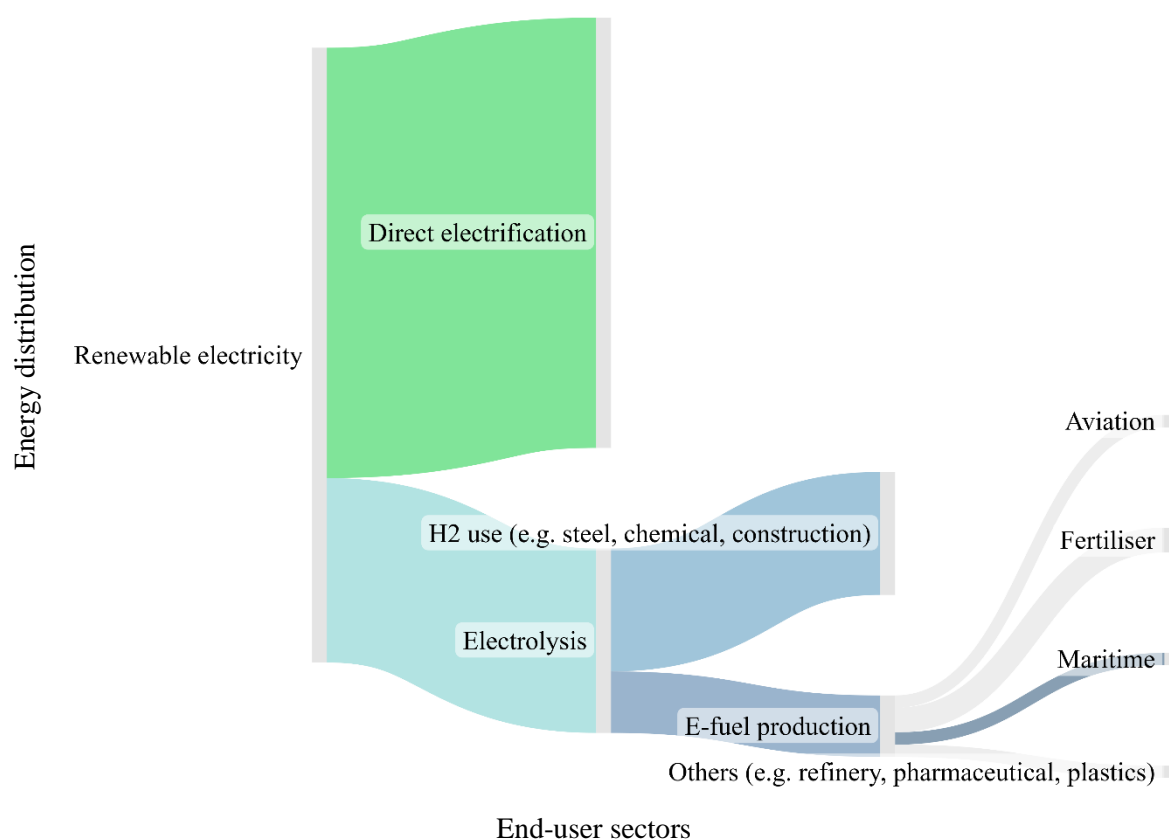 Energy distribution
Renewable electricity
Direct electrification
H2 use (e.g. steel, chemical, construction)
Electrolysis
E-fuel production
Aviation
Fertiliser
Maritime
Others (e.g. refinery, pharmaceutical, plastics)
End-user sectors